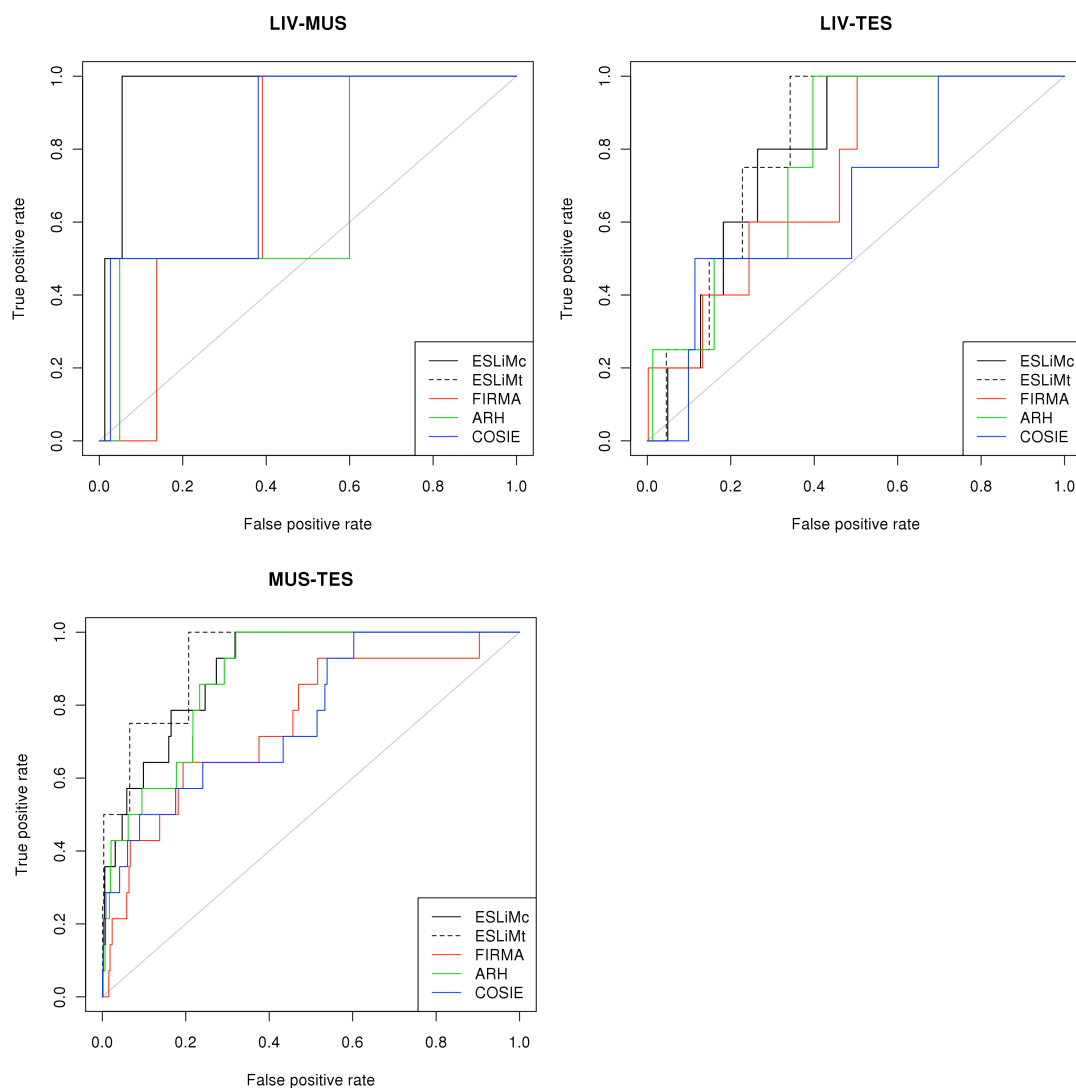 LIV-MUS
True positive rate
1.0
0.8
0.6
0.4
0.2
0.0
ESLiMc
ESLiMt
FIRMA
ARH
COSIE
0.0 0.2 0.4 0.6 0.8 1.0
False positive rate
LIV-TES
True positive rate
1.0
0.8
0.6
0.4
0.2
0.0
ESLiMc
ESLiMt
FIRMA
ARH
COSIE
0.0 0.2 0.4 0.6 0.8 1.0
False positive rate
MUS-TES
True positive rate
1.0
0.8
0.6
0.4
0.2
0.0
ESLiMc
ESLiMt
FIRMA
ARH
COSIE
0.0 0.2 0.4 0.6 0.8 1.0
False positive rate